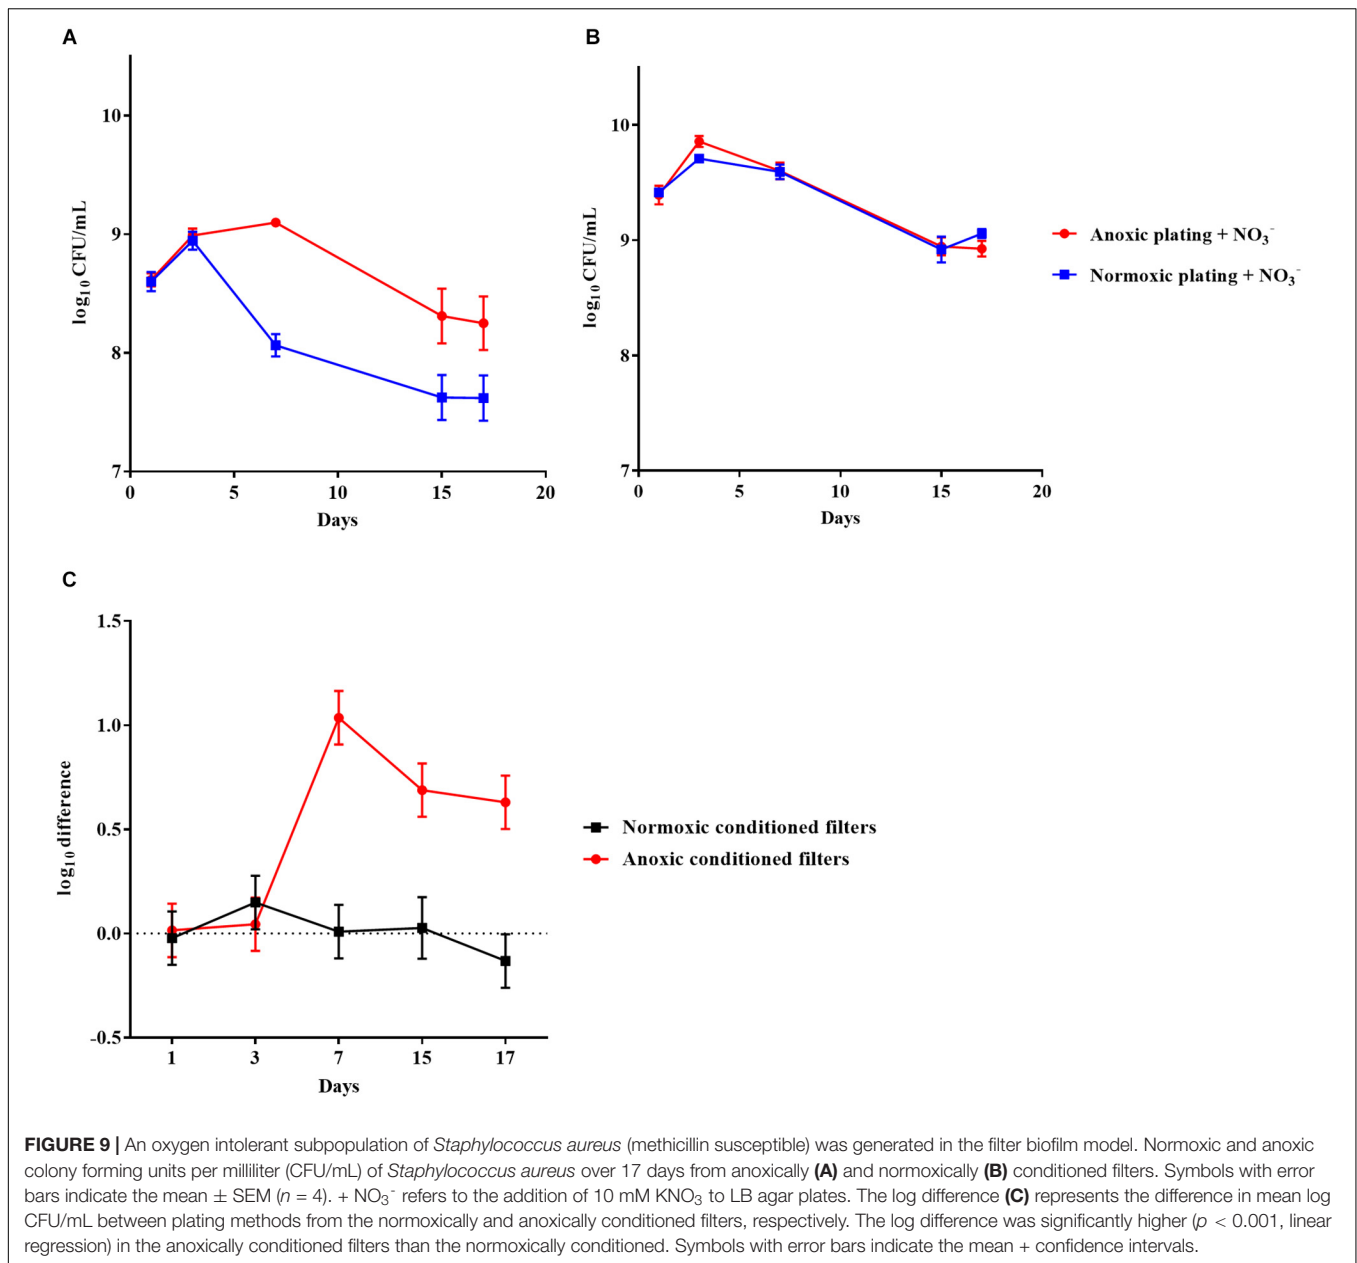 A
10
9
8
7
log10 CFU/mL
0 5 10 15 20
Days
B
10
9
8
7
log10 CFU/mL
0 5 10 15 20
Days
Anoxic plating + NO3-
Normoxic plating + NO3-
C
1.5
1.0
0.5
0.0
-0.5
log10 difference
1 3 7 15 17
Days
Normoxic conditioned filters
Anoxic conditioned filters
FIGURE 9 | An oxygen intolerant subpopulation of Staphylococcus aureus (methicillin susceptible) was generated in the filter biofilm model. Normoxic and anoxic
colony forming units per milliliter (CFU/mL) of Staphylococcus aureus over 17 days from anoxically (A) and normoxically (B) conditioned filters. Symbols with error
bars indicate the mean ± SEM (n = 4). + NO3- refers to the addition of 10 mM KNO3 to LB agar plates. The log difference (C) represents the difference in mean log
CFU/mL between plating methods from the normoxically and anoxically conditioned filters, respectively. The log difference was significantly higher (p < 0.001, linear
regression) in the anoxically conditioned filters than the normoxically conditioned. Symbols with error bars indicate the mean + confidence intervals.